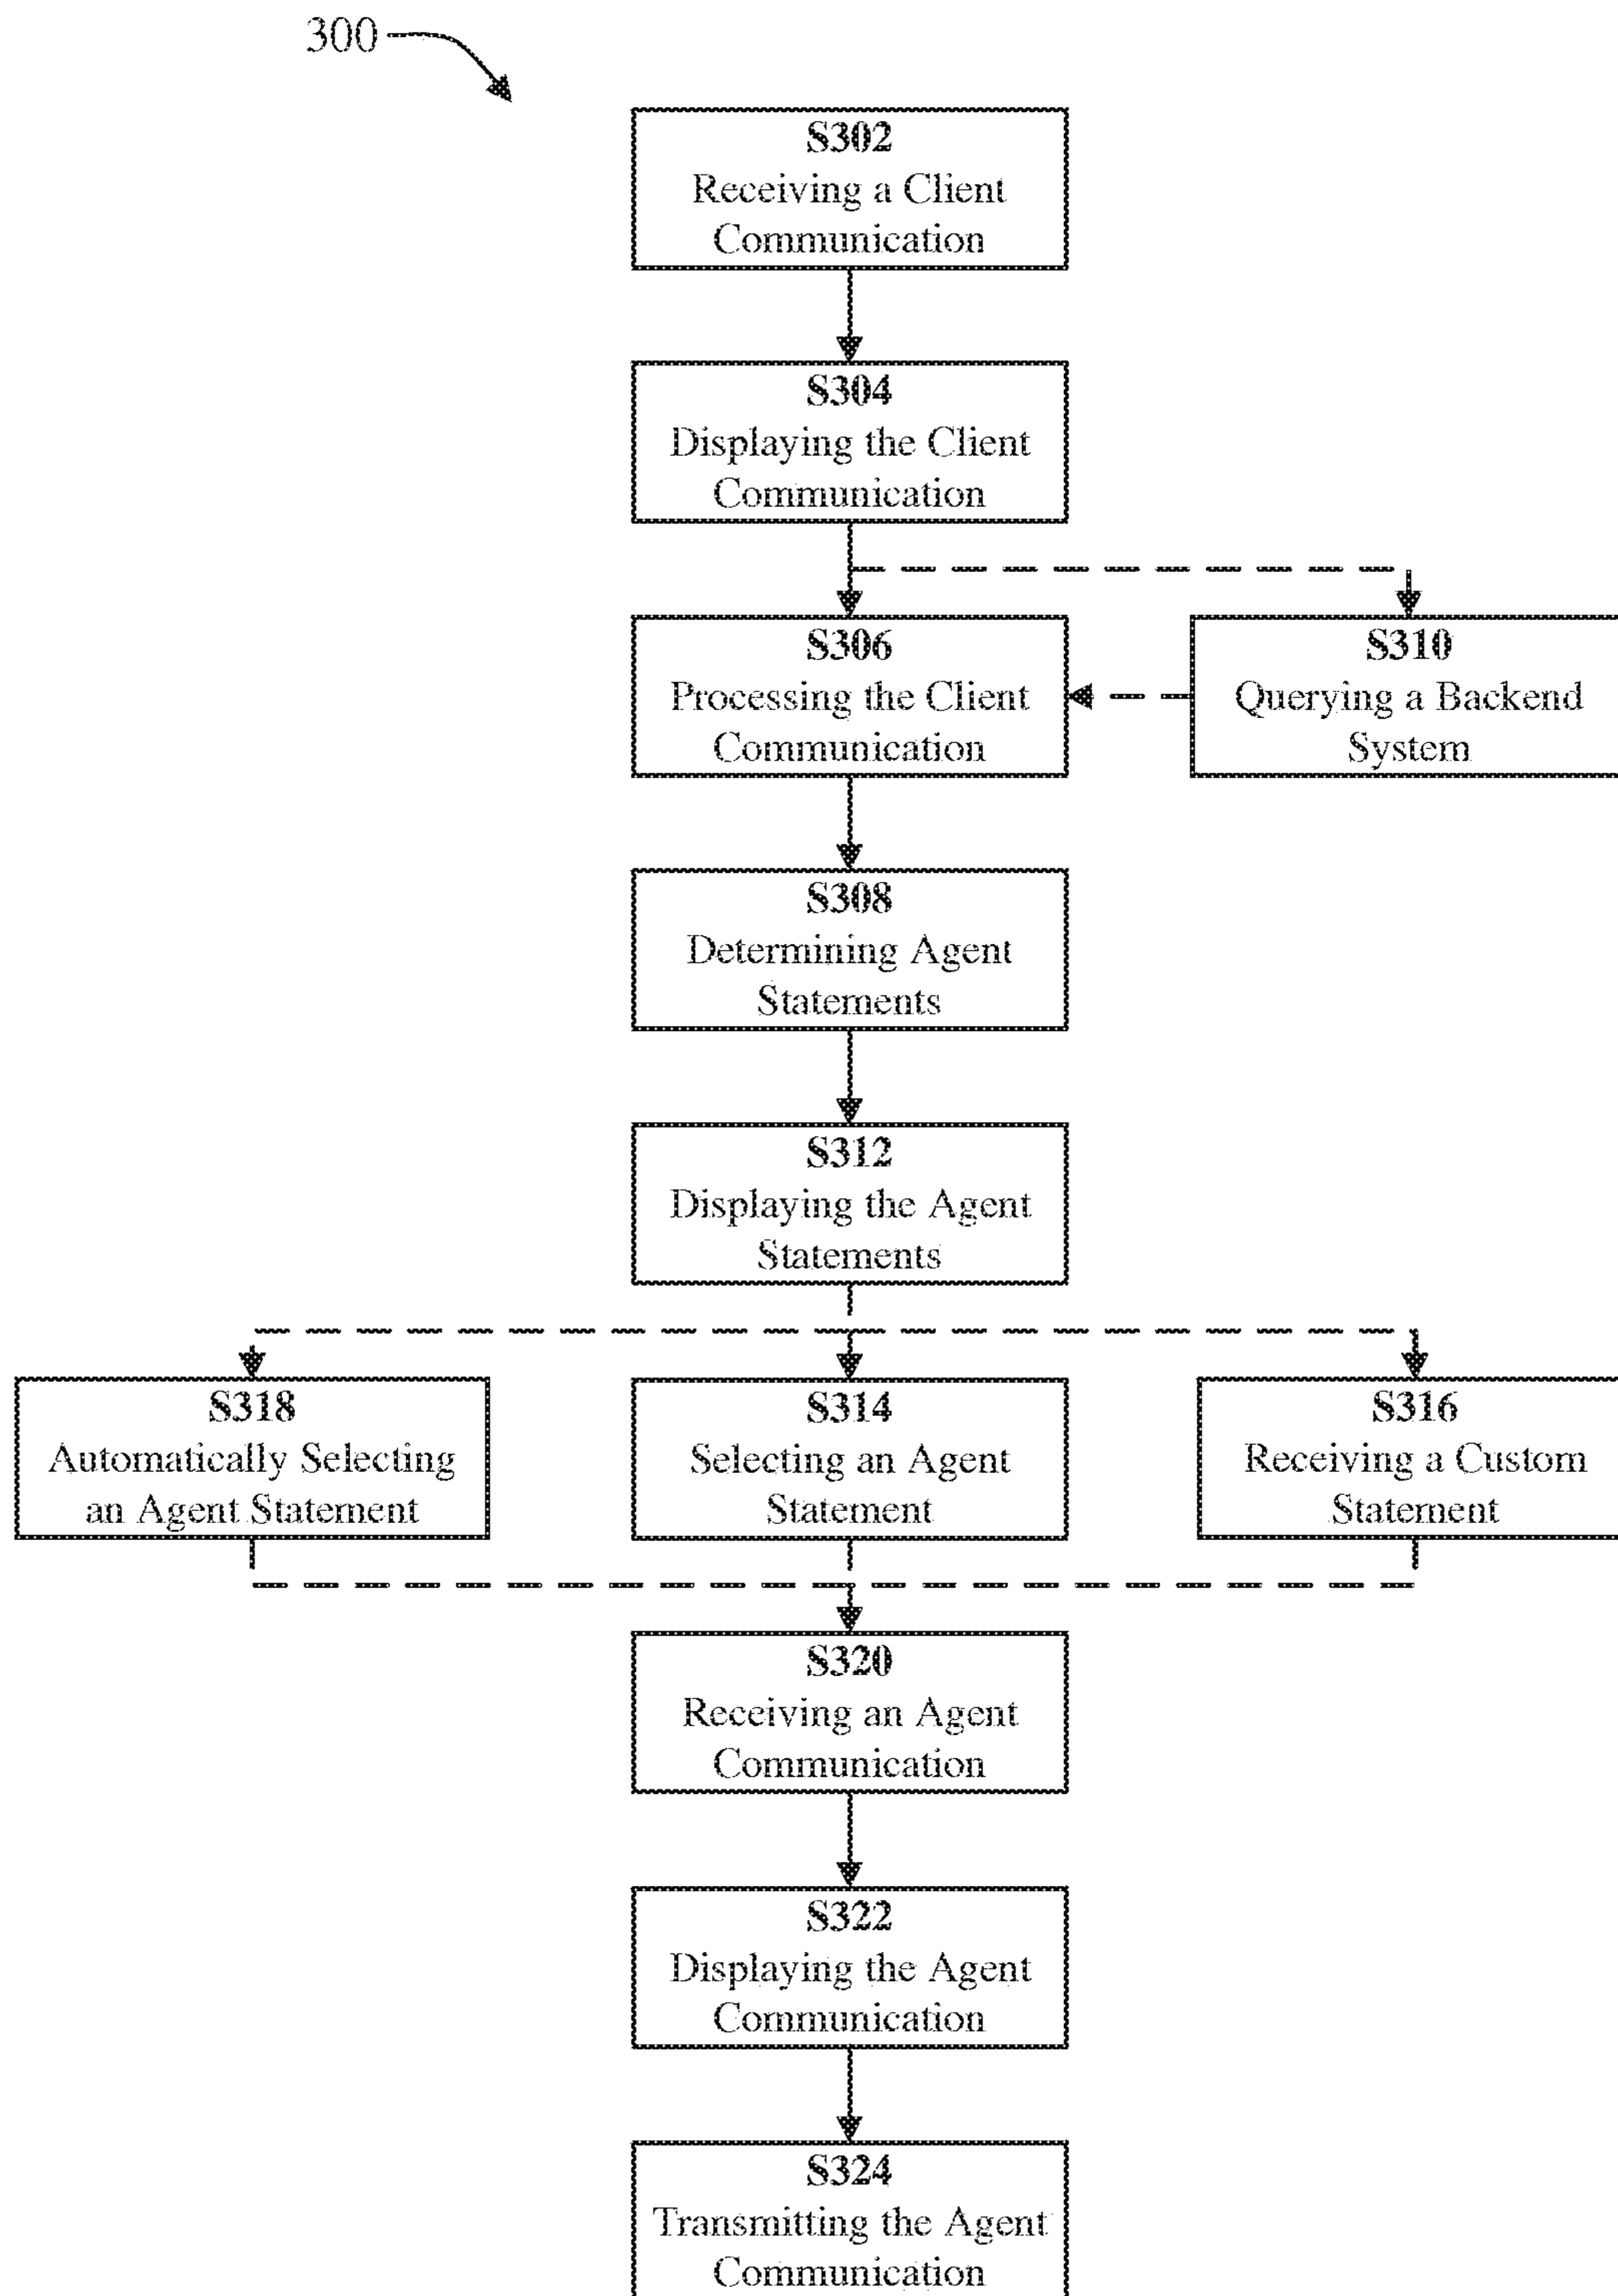 300
S302
Receiving a Client
Communication
S304
Displaying the Client
Communication
S306
Processing the Client
Communication
S310
Querying a Backend
System
S308
Determining Agent
Statements
S312
Displaying the Agent
Statements
S318
Automatically Selecting
an Agent Statement
S314
Selecting an Agent
Statement
S316
Receiving a Custom
Statement
S320
Receiving an Agent
Communication
S322
Displaying the Agent
Communication
S324
Transmitting the Agent
Communication